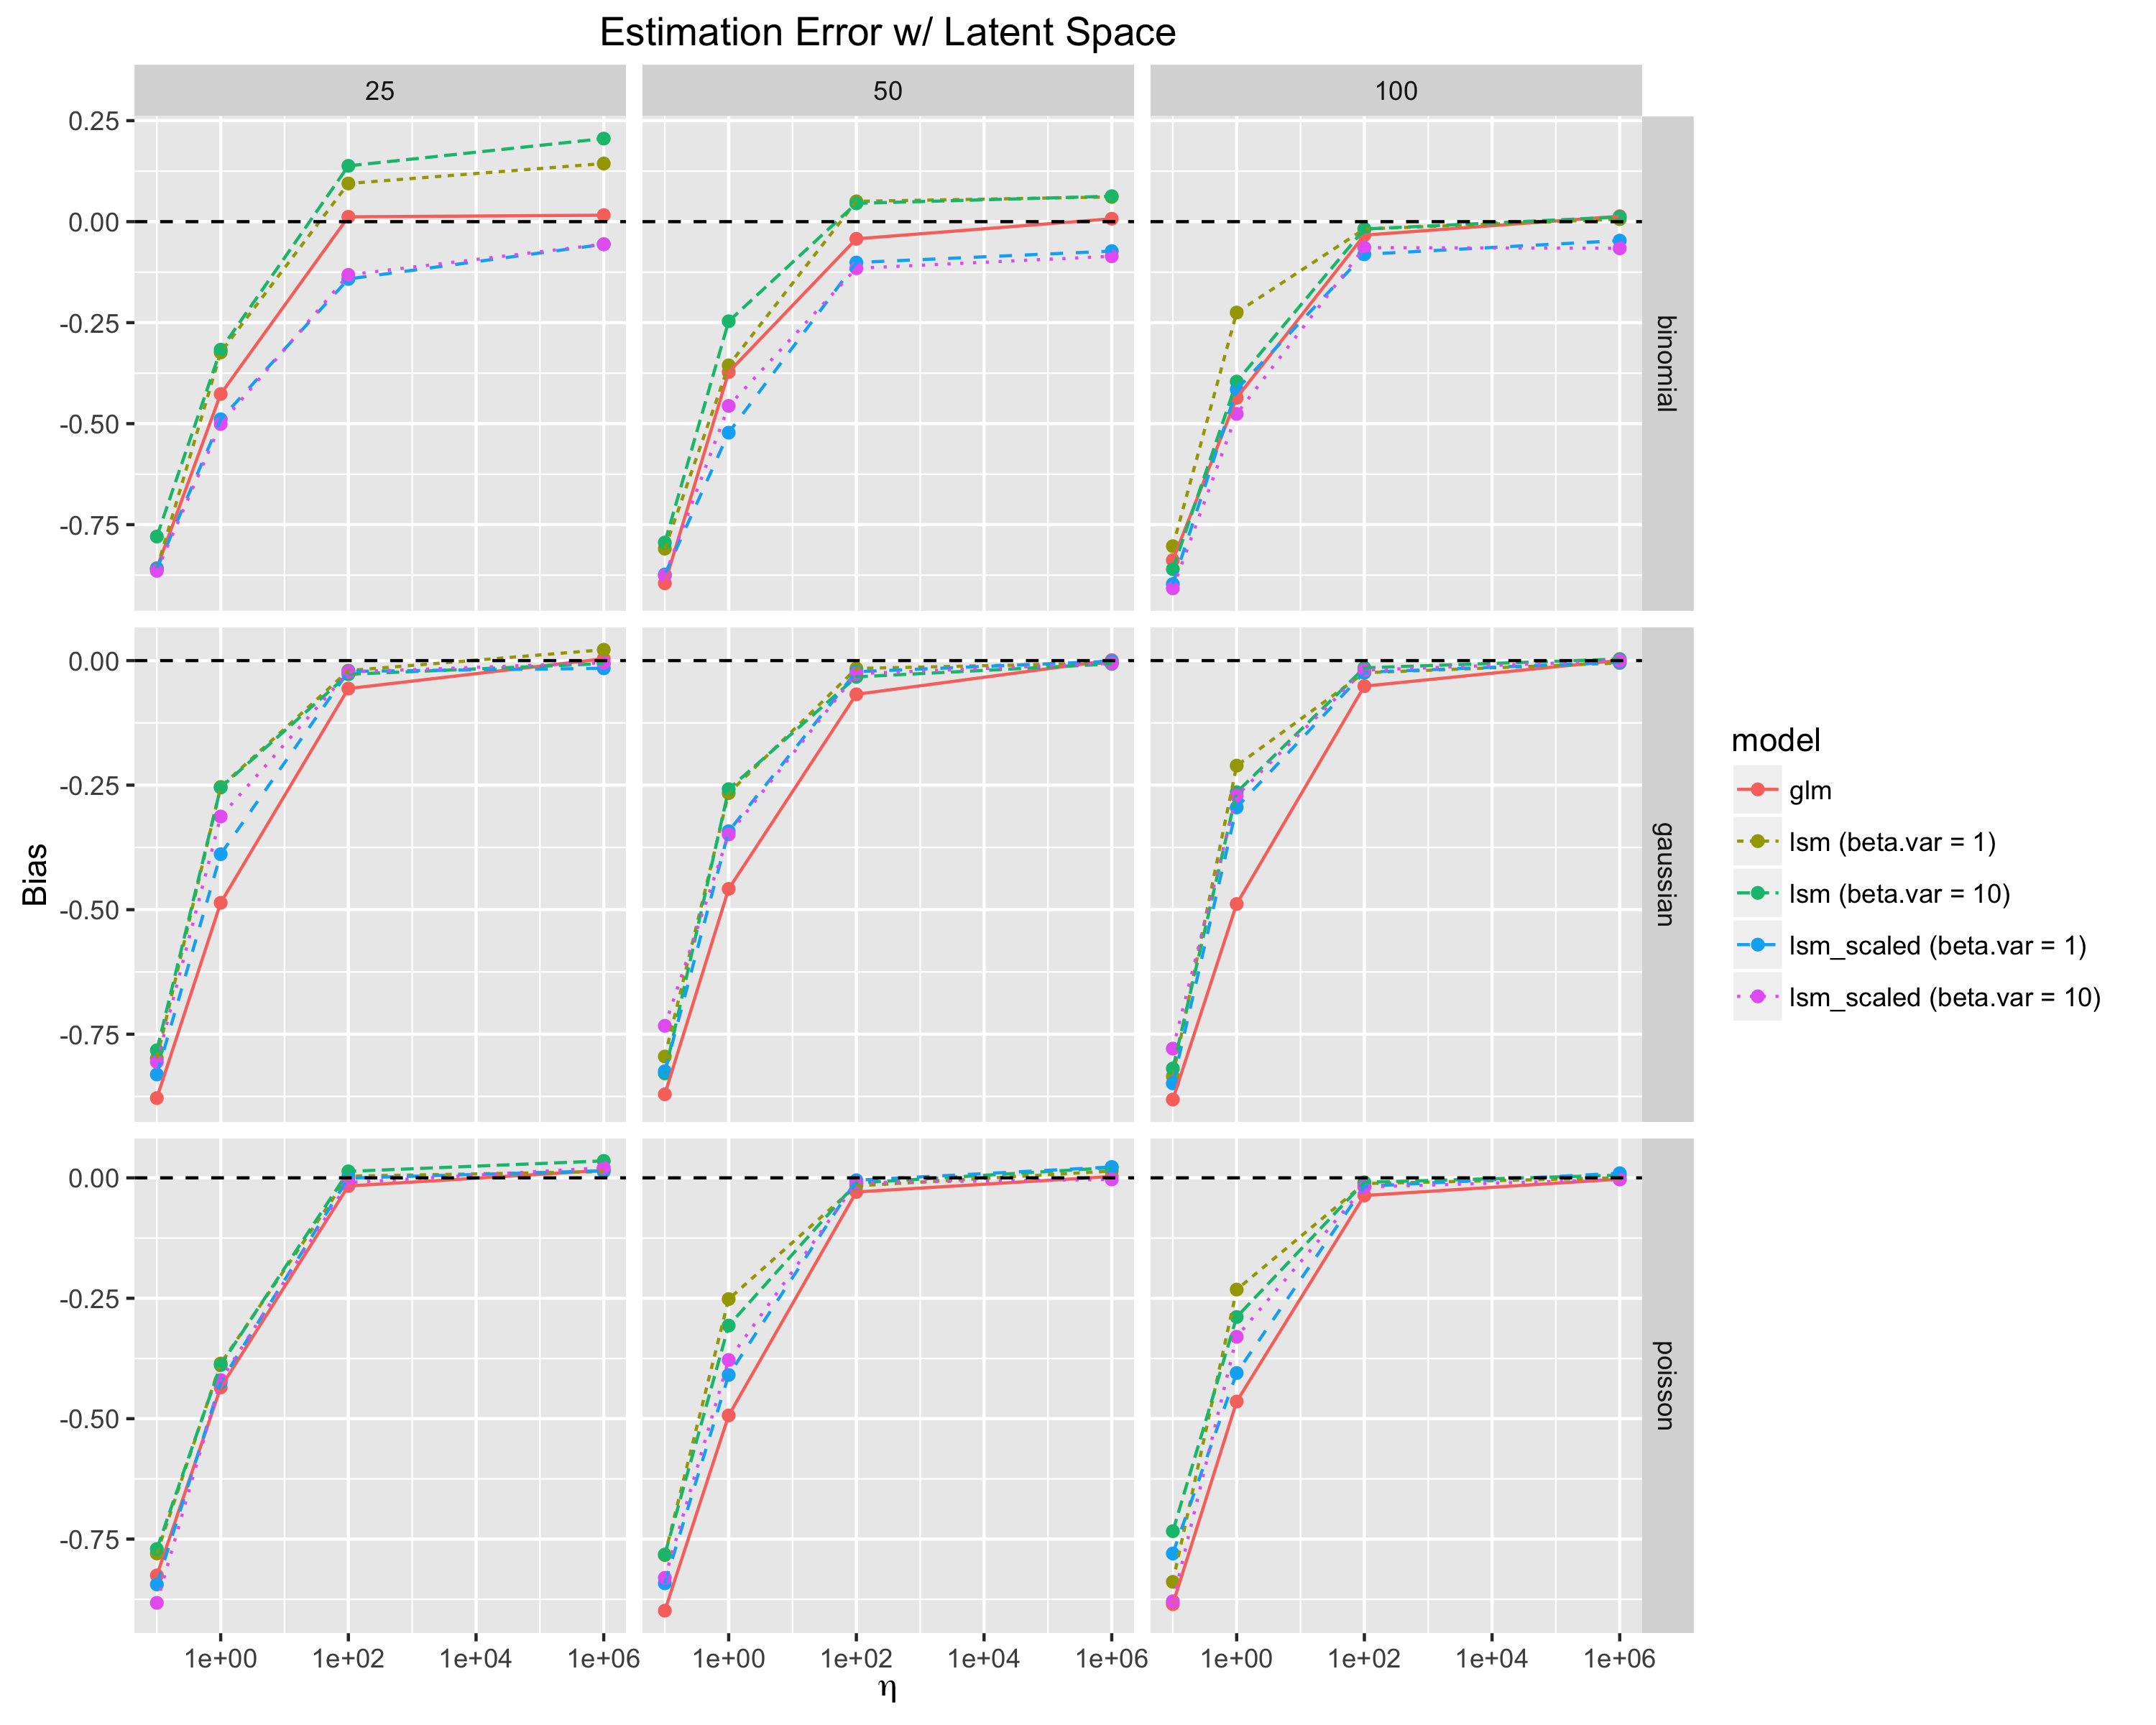 Estimation Error w/ Latent Space
25
50
100
0.25
0.00
-0.25
-0.50
-0.75
binomial
0.00
-0.25
-0.50
-0.75
gaussian
0.00
-0.25
-0.50
-0.75
poisson
Bias
1e+00 1e+02 1e+04 1e+06
1e+00 1e+02 1e+04 1e+06
1e+00 1e+02 1e+04 1e+06
η
model
glm
lsm (beta.var = 1)
lsm (beta.var = 10)
lsm_scaled (beta.var = 1)
lsm_scaled (beta.var = 10)